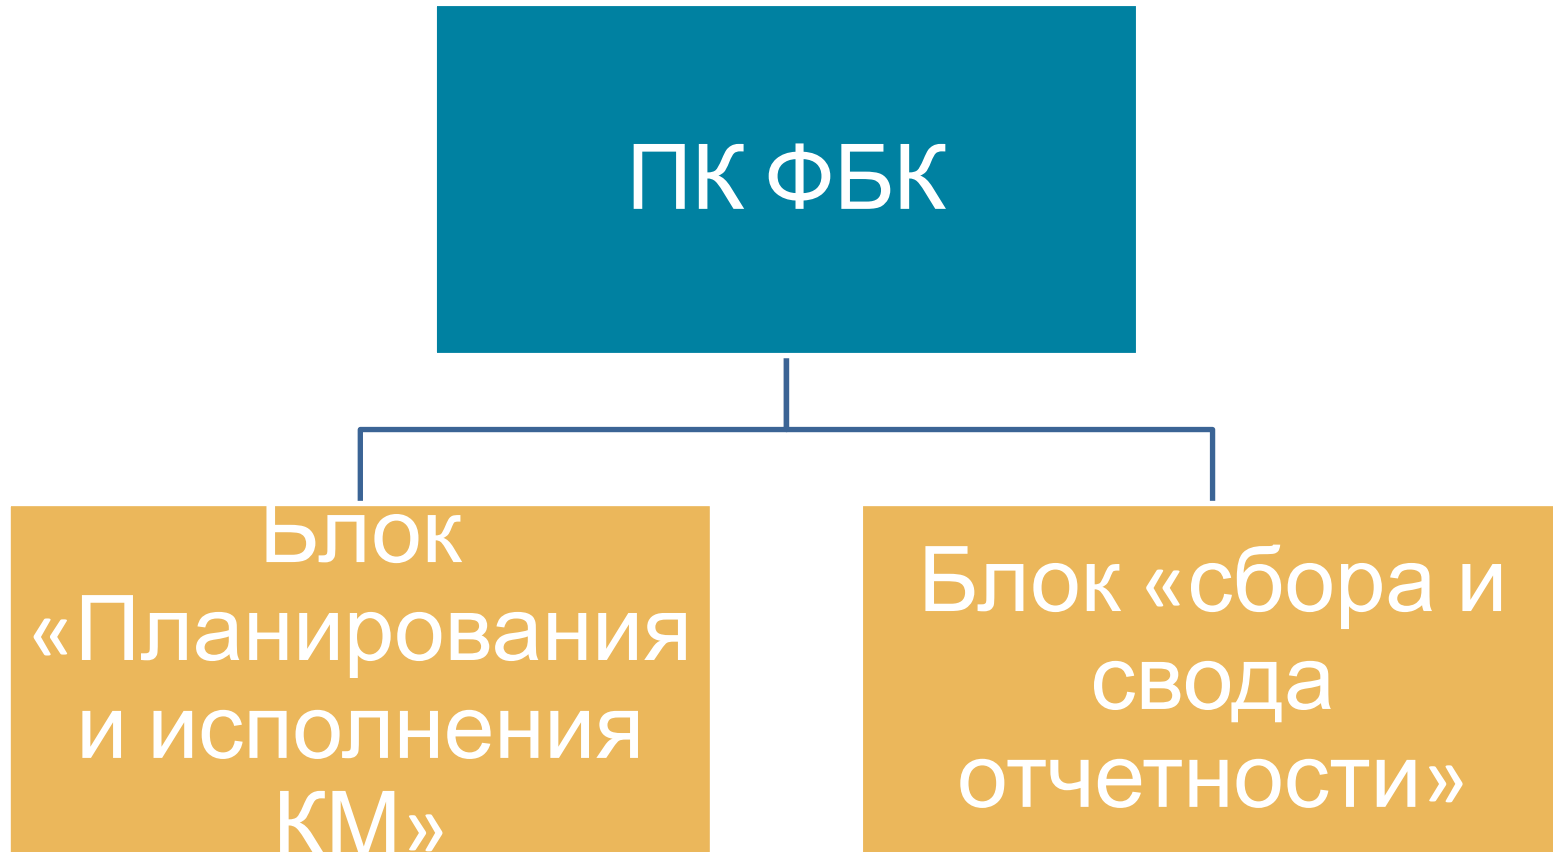 ПК ФБК
Блок
«Планирования
и исполнения
КМ»
Блок «сбора и
свода
отчетности»